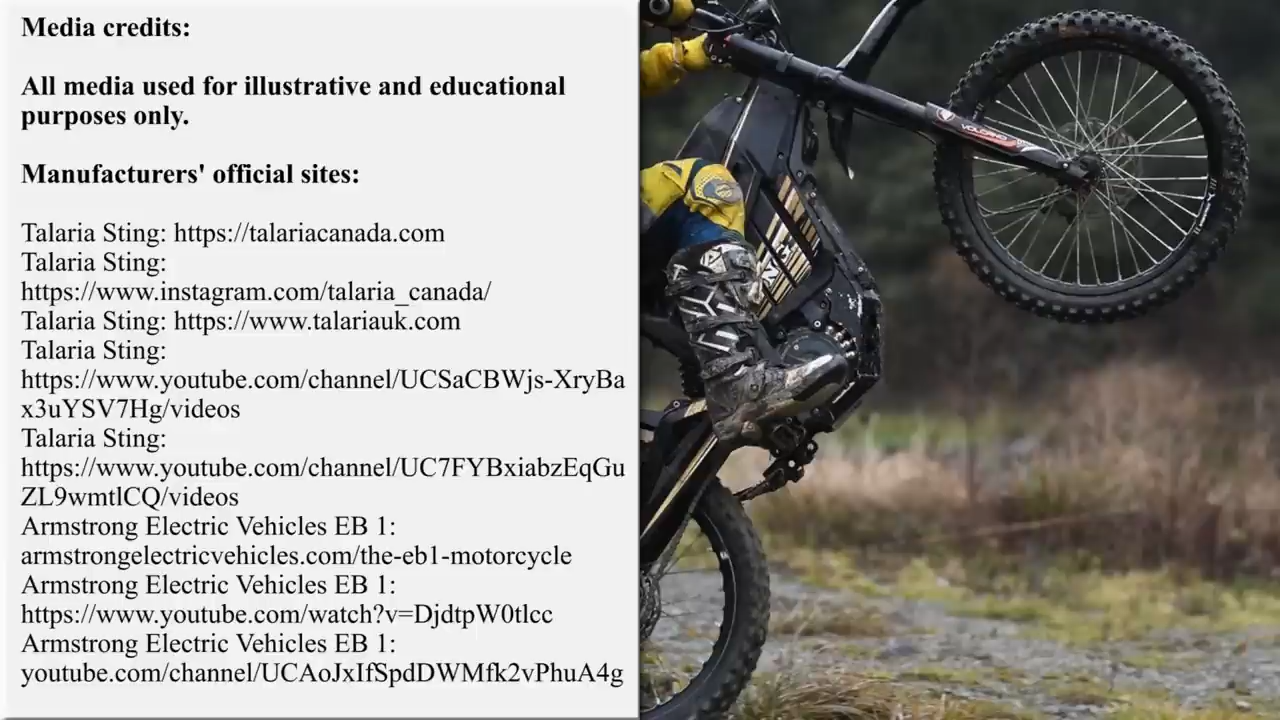 Media credits:
All media used for illustrative and educational
purposes only.
Manufacturers' official sites:
Talaria Sting: https://talariacanada.com
Talaria Sting:
https://www.instagram.com/talaria_canada/
Talaria Sting: https://www.talariauk.com
Talaria Sting:
https://www.youtube.com/channel/UCSaCBWjs-XryBa
x3uYSV7Hg/videos
Talaria Sting:
https://www.youtube.com/channel/UC7FYBxiabzEqGu
ZL9wmtlCQ/videos
Armstrong Electric Vehicles EB 1:
armstrongelectricvehicles.com/the-eb1-motorcycle
Armstrong Electric Vehicles EB 1:
https://www.youtube.com/watch?v=DjdtpW0tlcc
Armstrong Electric Vehicles EB 1:
youtube.com/channel/UCAoJxIfSpdDWMfk2vPhuA4g
VOLCANO